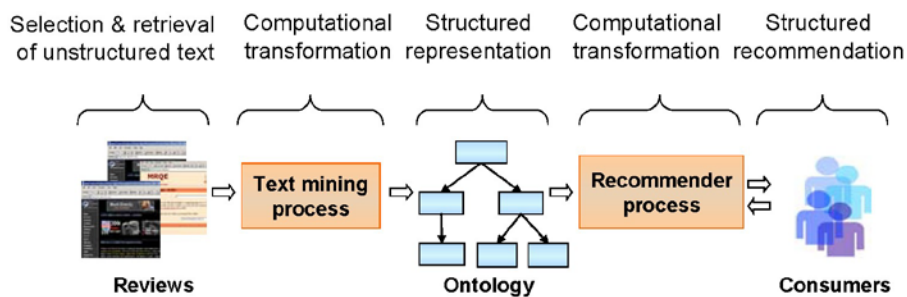 Selection & retrieval
of unstructured text
Computational
transformation
Structured
representation
Computational
transformation
Structured
recommendation
MRQE
Text mining
process
Recommender
process
Reviews
Ontology
Consumers